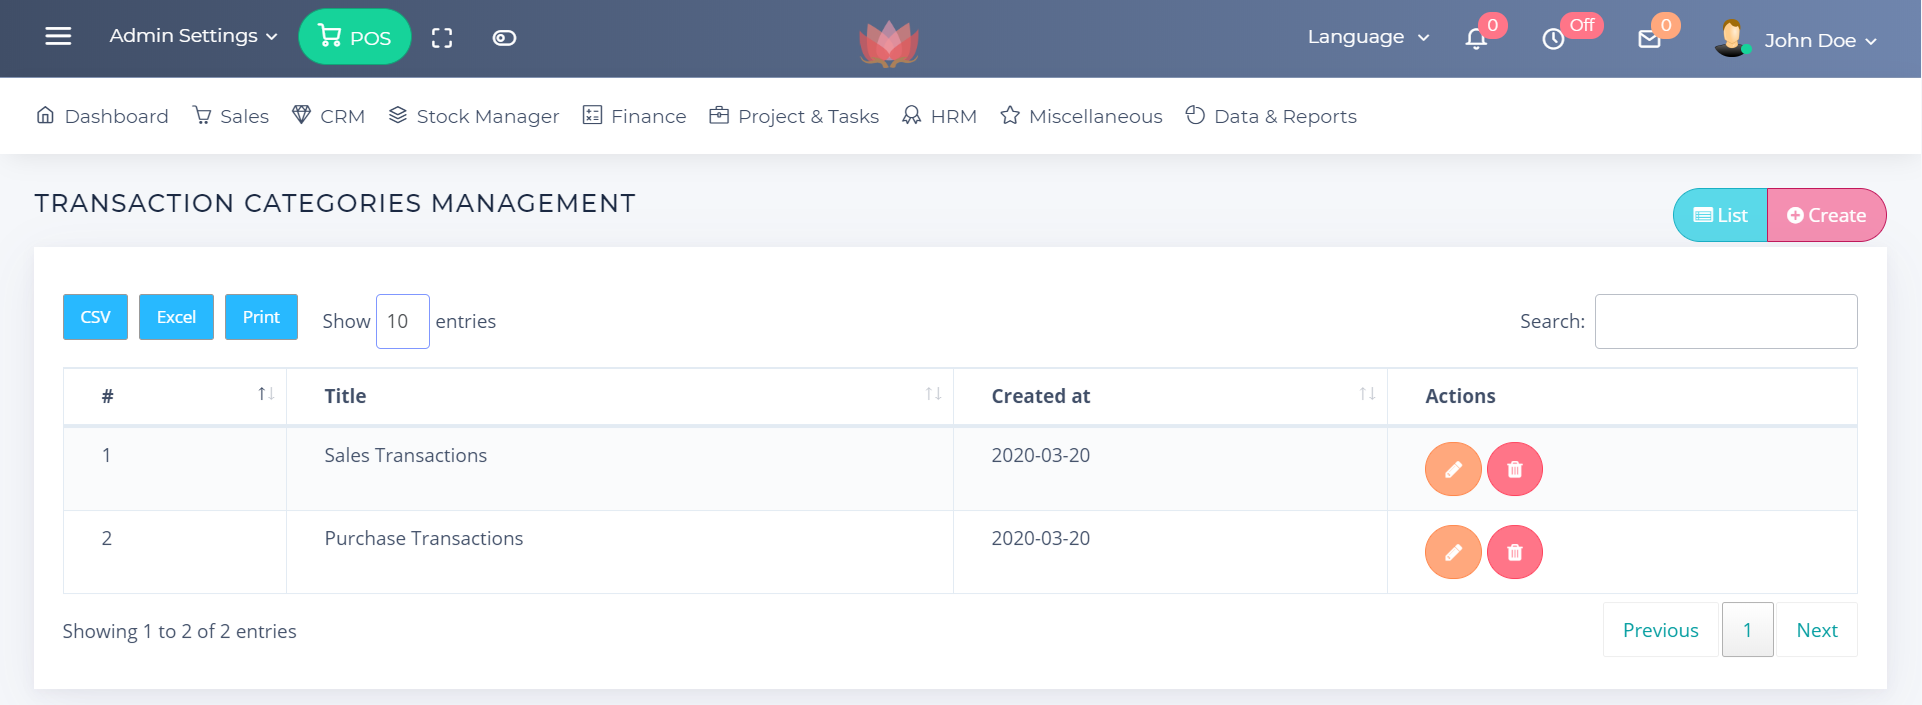 Admin Settings POS Language 0 Off 0 John Doe
Dashboard Sales CRM Stock Manager Finance Project & Tasks HRM Miscellaneous Data & Reports
TRANSACTION CATEGORIES MANAGEMENT
List Create
CSV Excel Print Show 10 entries Search:
# Title Created at Actions
1 Sales Transactions 2020-03-20
2 Purchase Transactions 2020-03-20
Showing 1 to 2 of 2 entries Previous 1 Next